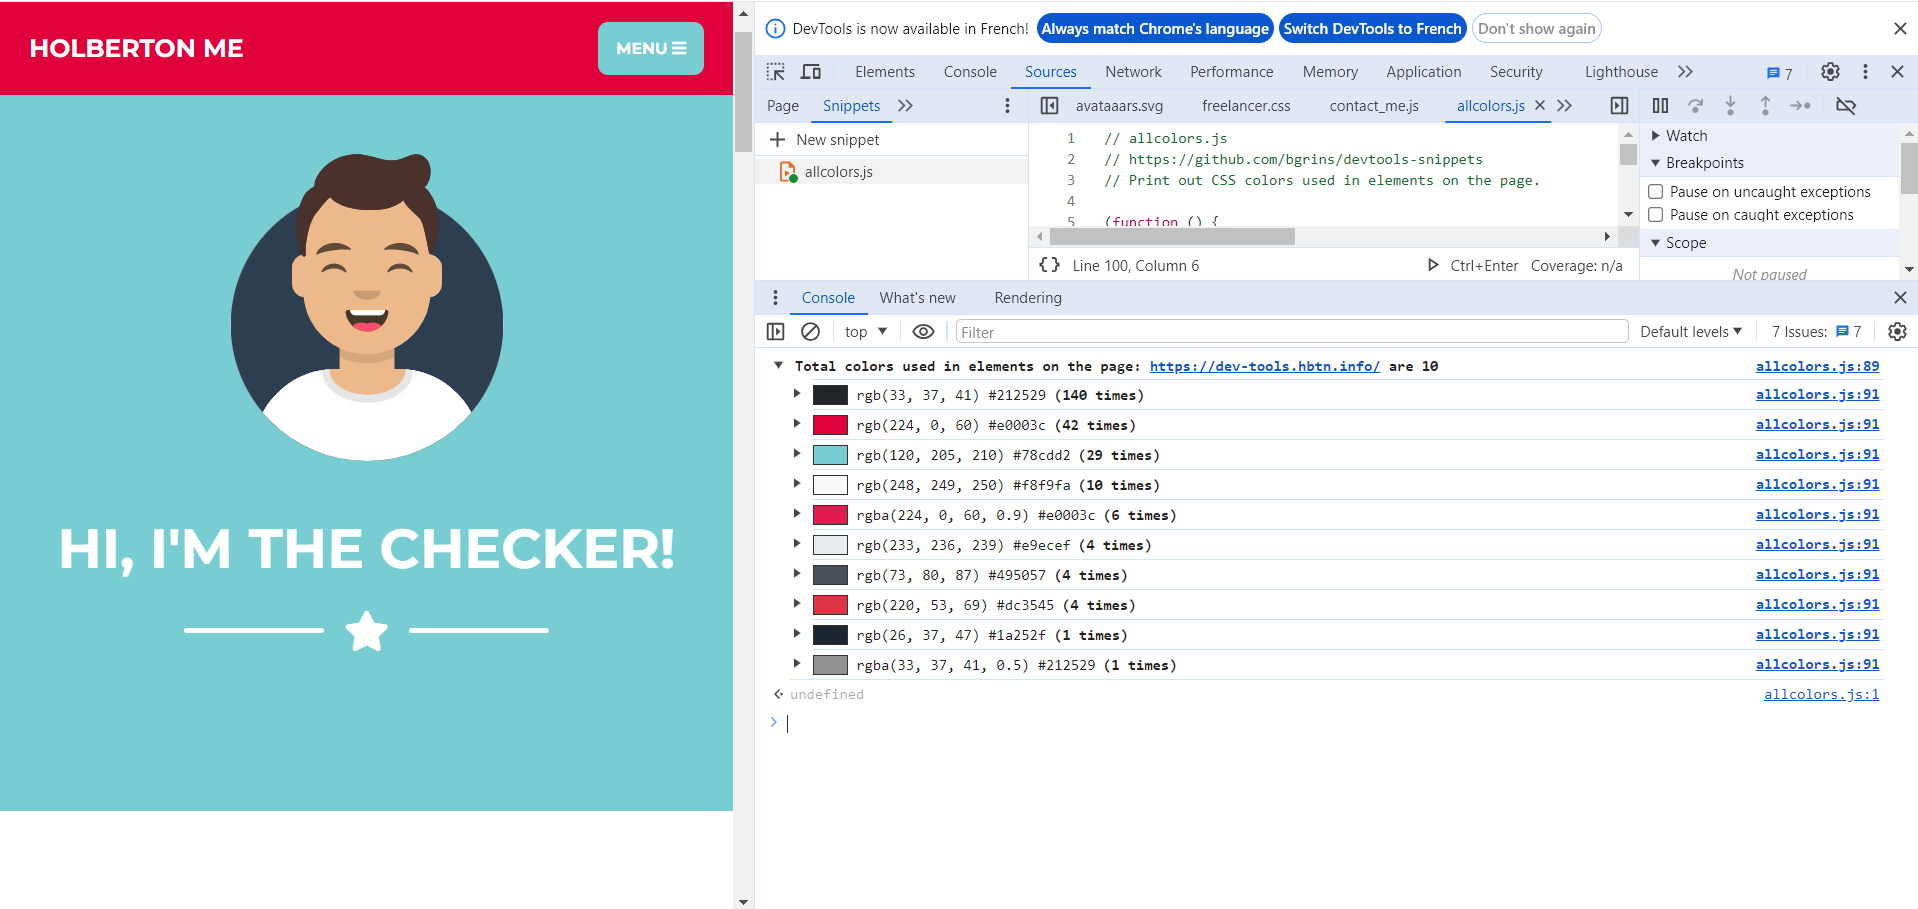 HOLBERTON ME
MENU
HI, I'M THE CHECKER!
DevTools is now available in French!
Always match Chrome's language
Switch DevTools to French
Don't show again
Elements
Console
Sources
Network
Performance
Memory
Application
Security
Lighthouse
7
Page
Snippets
avataaars.svg
freelancer.css
contact_me.js
allcolors.js
New snippet
allcolors.js
1 // allcolors.js
2 // https://github.com/bgrins/devtools-snippets
3 // Print out CSS colors used in elements on the page.
4
5 (function () {
{} Line 100, Column 6
Ctrl+Enter
Coverage: n/a
Watch
Breakpoints
Pause on uncaught exceptions
Pause on caught exceptions
Scope
Not paused
Console
What's new
Rendering
top
Filter
Default levels
7 Issues: 7
Total colors used in elements on the page: https://dev-tools.hbtn.info/ are 10 allcolors.js:89
rgb(33, 37, 41) #212529 (140 times) allcolors.js:91
rgb(224, 0, 60) #e0003c (42 times) allcolors.js:91
rgb(120, 205, 210) #78cdd2 (29 times) allcolors.js:91
rgb(248, 249, 250) #f8f9fa (10 times) allcolors.js:91
rgba(224, 0, 60, 0.9) #e0003c (6 times) allcolors.js:91
rgb(233, 236, 239) #e9ecef (4 times) allcolors.js:91
rgb(73, 80, 87) #495057 (4 times) allcolors.js:91
rgb(220, 53, 69) #dc3545 (4 times) allcolors.js:91
rgb(26, 37, 47) #1a252f (1 times) allcolors.js:91
rgba(33, 37, 41, 0.5) #212529 (1 times) allcolors.js:91
undefined allcolors.js:1